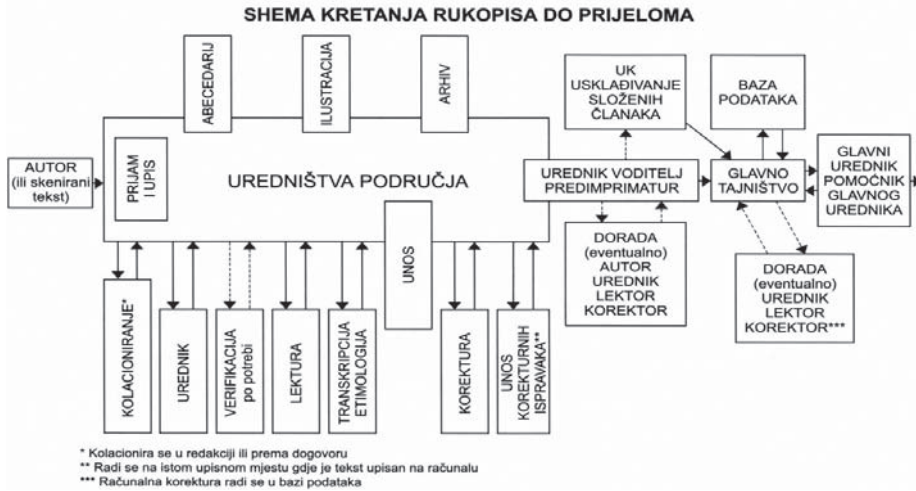 SHEMA KRETANJA RUKOPISA DO PRIJELOMA
ABECEDARIJ
ILUSTRACIJA
ARHIV
UK
USKLAĐIVANJE
SLOŽENIH
ČLANAKA
BAZA
PODATAKA
AUTOR
(ili skenirani
tekst)
PRIJAM
I UPIS
UREDNIŠTVA PODRUČJA
UREDNIK VODITELJ
PREDIMPRIMATUR
GLAVNO
TAJNIŠTVO
GLAVNI
UREDNIK
POMOĆNIK
GLAVNOG
UREDNIKA
UNOS
DORADA
(eventualno)
AUTOR
UREDNIK
LEKTOR
KOREKTOR
DORADA
(eventualno)
UREDNIK
LEKTOR
KOREKTOR***
KOLACIONIRANJE*
UREDNIK
VERIFIKACIJA
po potrebi
LEKTURA
TRANSKRIPCIJA
ETIMOLOGIJA
KOREKTURA
UNOS
KOREKTURNIH
ISPRAVAKA**
* Kolacionira se u redakciji ili prema dogovoru
** Radi se na istom upisnom mjestu gdje je tekst upisan na računalu
*** Računalna korektura radi se u bazi podataka